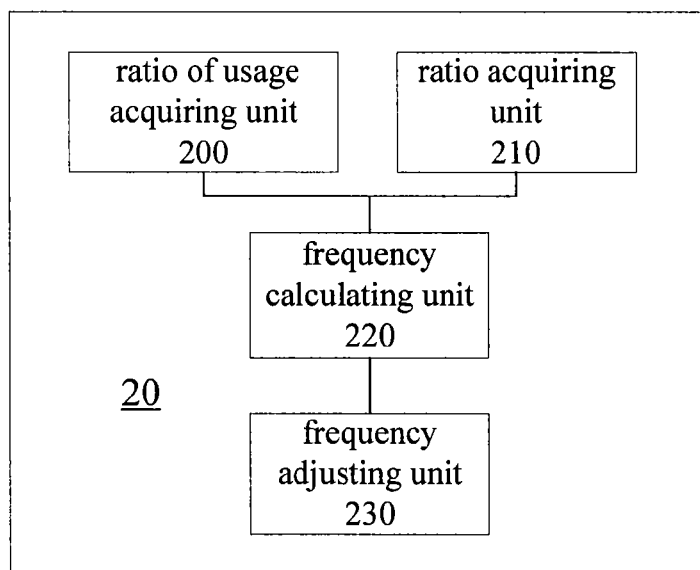 ratio of usage
acquiring unit
200
ratio acquiring
unit
210
frequency
calculating unit
220
20
frequency
adjusting unit
230